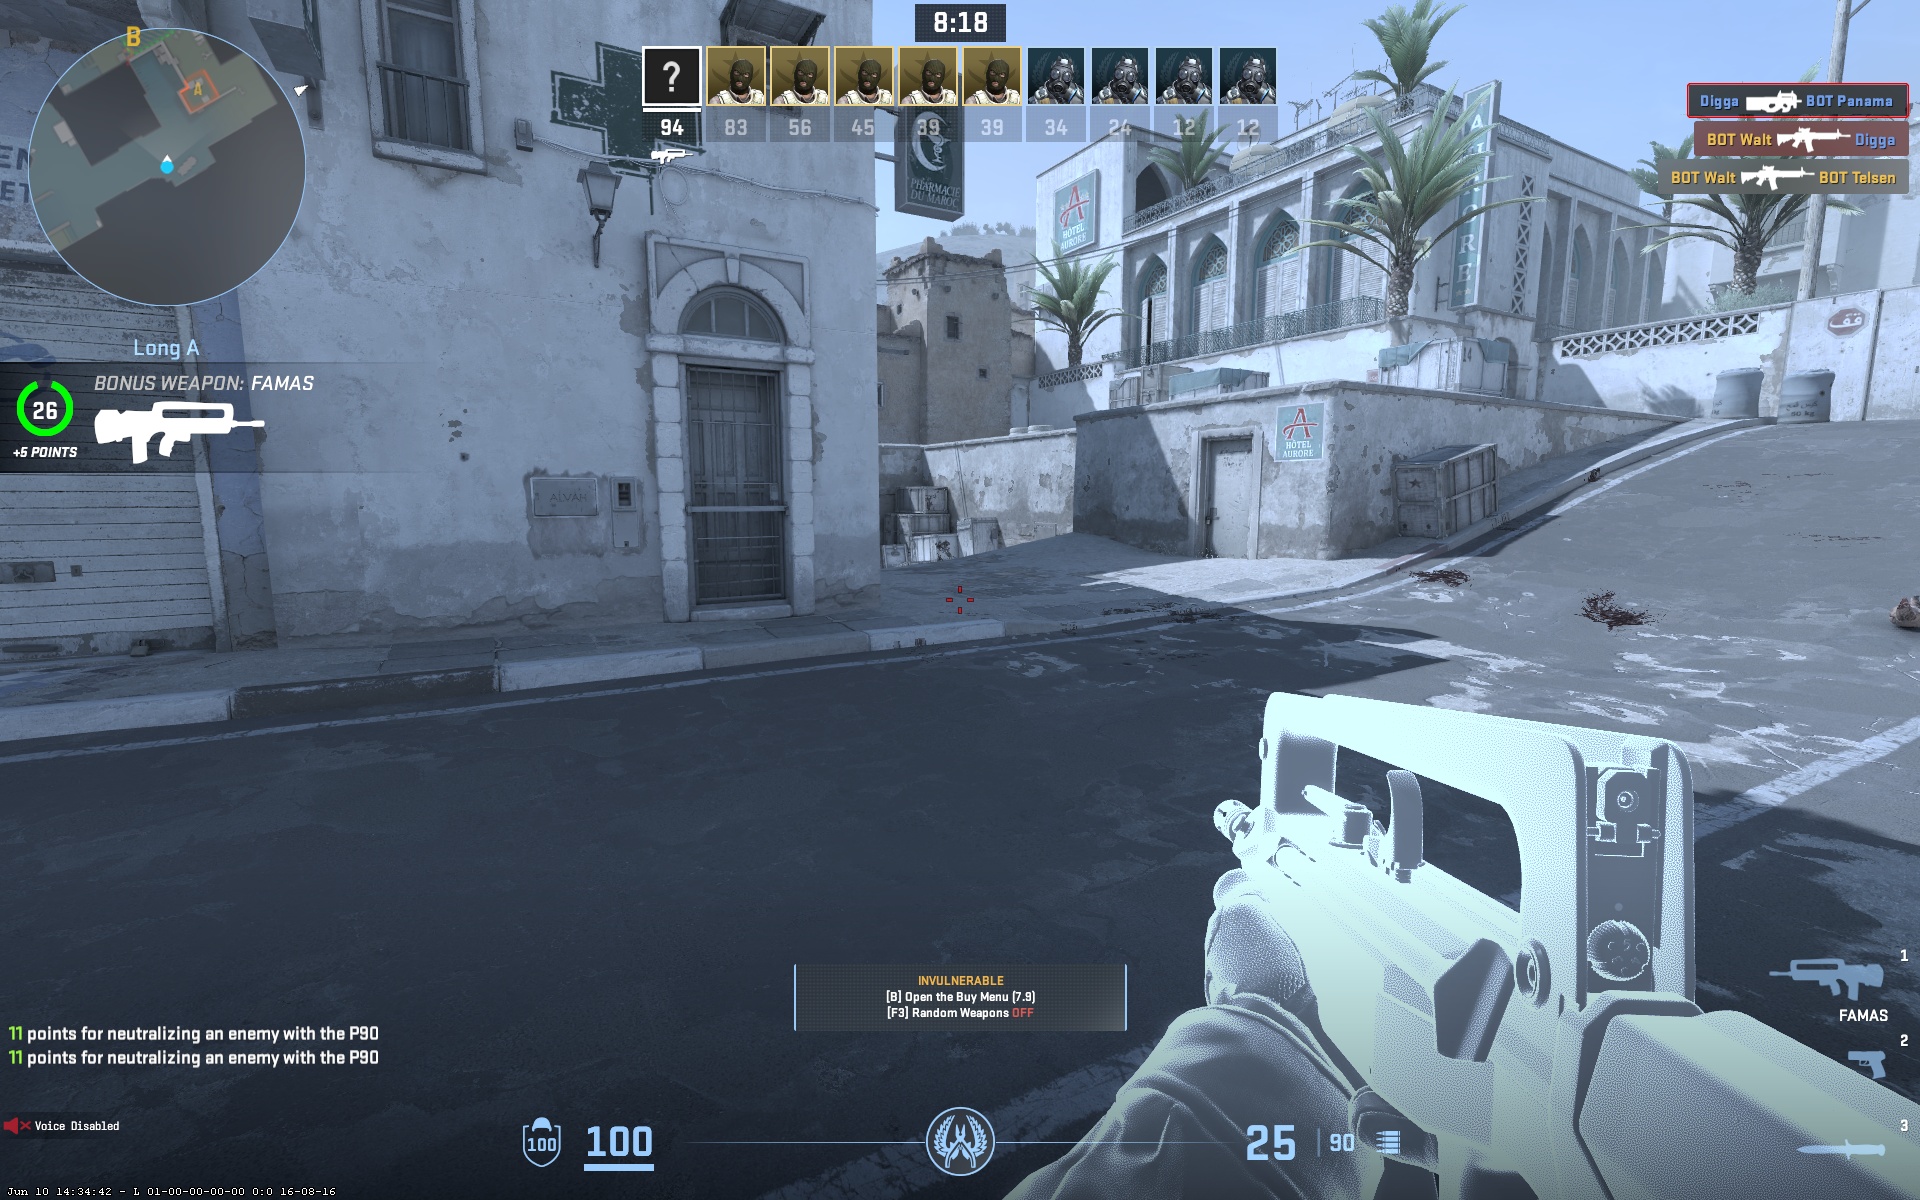 8:18
B
A
?
94
83
56
45
39
39
34
24
12
12
Digga BOT Panama
BOT Walt Digga
BOT Walt BOT Telsen
PHARMACIE
DU MAROC
A
HÔTEL
AURORE
Long A
26
BONUS WEAPON: FAMAS
+5 POINTS
A
HÔTEL
AURORE
ALVAH
INVULNERABLE
[B] Open the Buy Menu (7.9)
[F3] Random Weapons OFF
1
FAMAS
2
3
11 points for neutralizing an enemy with the P90
11 points for neutralizing an enemy with the P90
Voice Disabled
100
100
25
90
Jun 10 14:34:42 - L 01-00-00-00-00 0:0 16-08-16